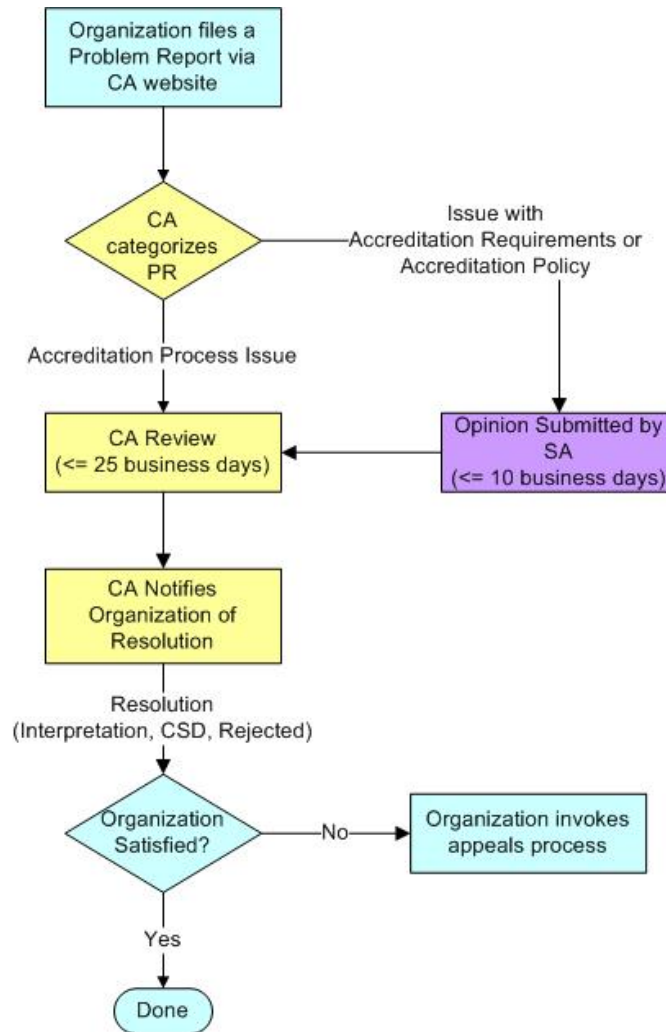 Organization files a
Problem Report via
CA website
CA
categorizes
PR
Issue with
Accreditation Requirements or
Accreditation Policy
Accreditation Process Issue
CA Review
(<= 25 business days)
Opinion Submitted by
SA
(<= 10 business days)
CA Notifies
Organization of
Resolution
Resolution
(Interpretation, CSD, Rejected)
Organization
Satisfied?
No
Organization invokes
appeals process
Yes
Done